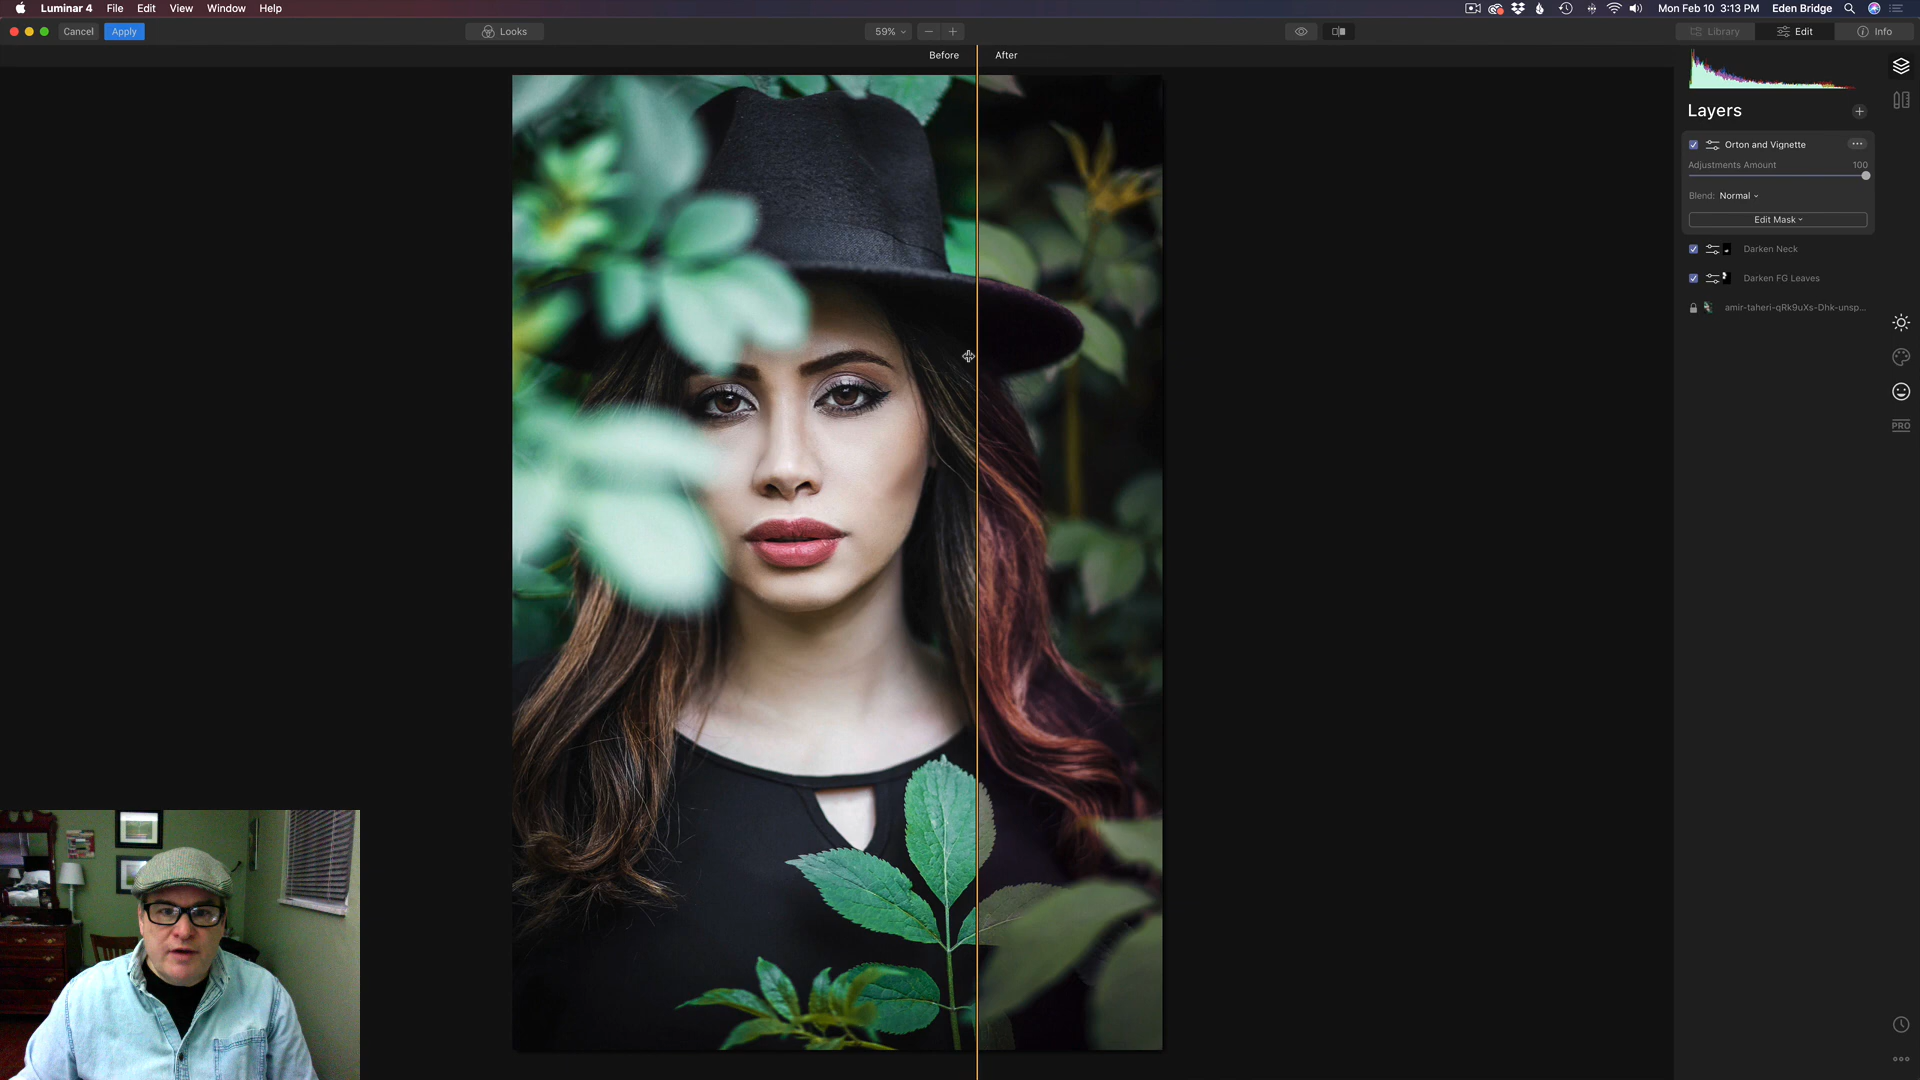 Luminar 4 File Edit View Window Help Mon Feb 10 3:13 PM Eden Bridge
Cancel Apply Looks 59% Library Edit Info
Before After
Layers
Orton and Vignette
Adjustments Amount 100
Blend: Normal
Edit Mask
Darken Neck
Darken FG Leaves
amir-taheri-qRk9uXs-Dhk-unsp...
PRO